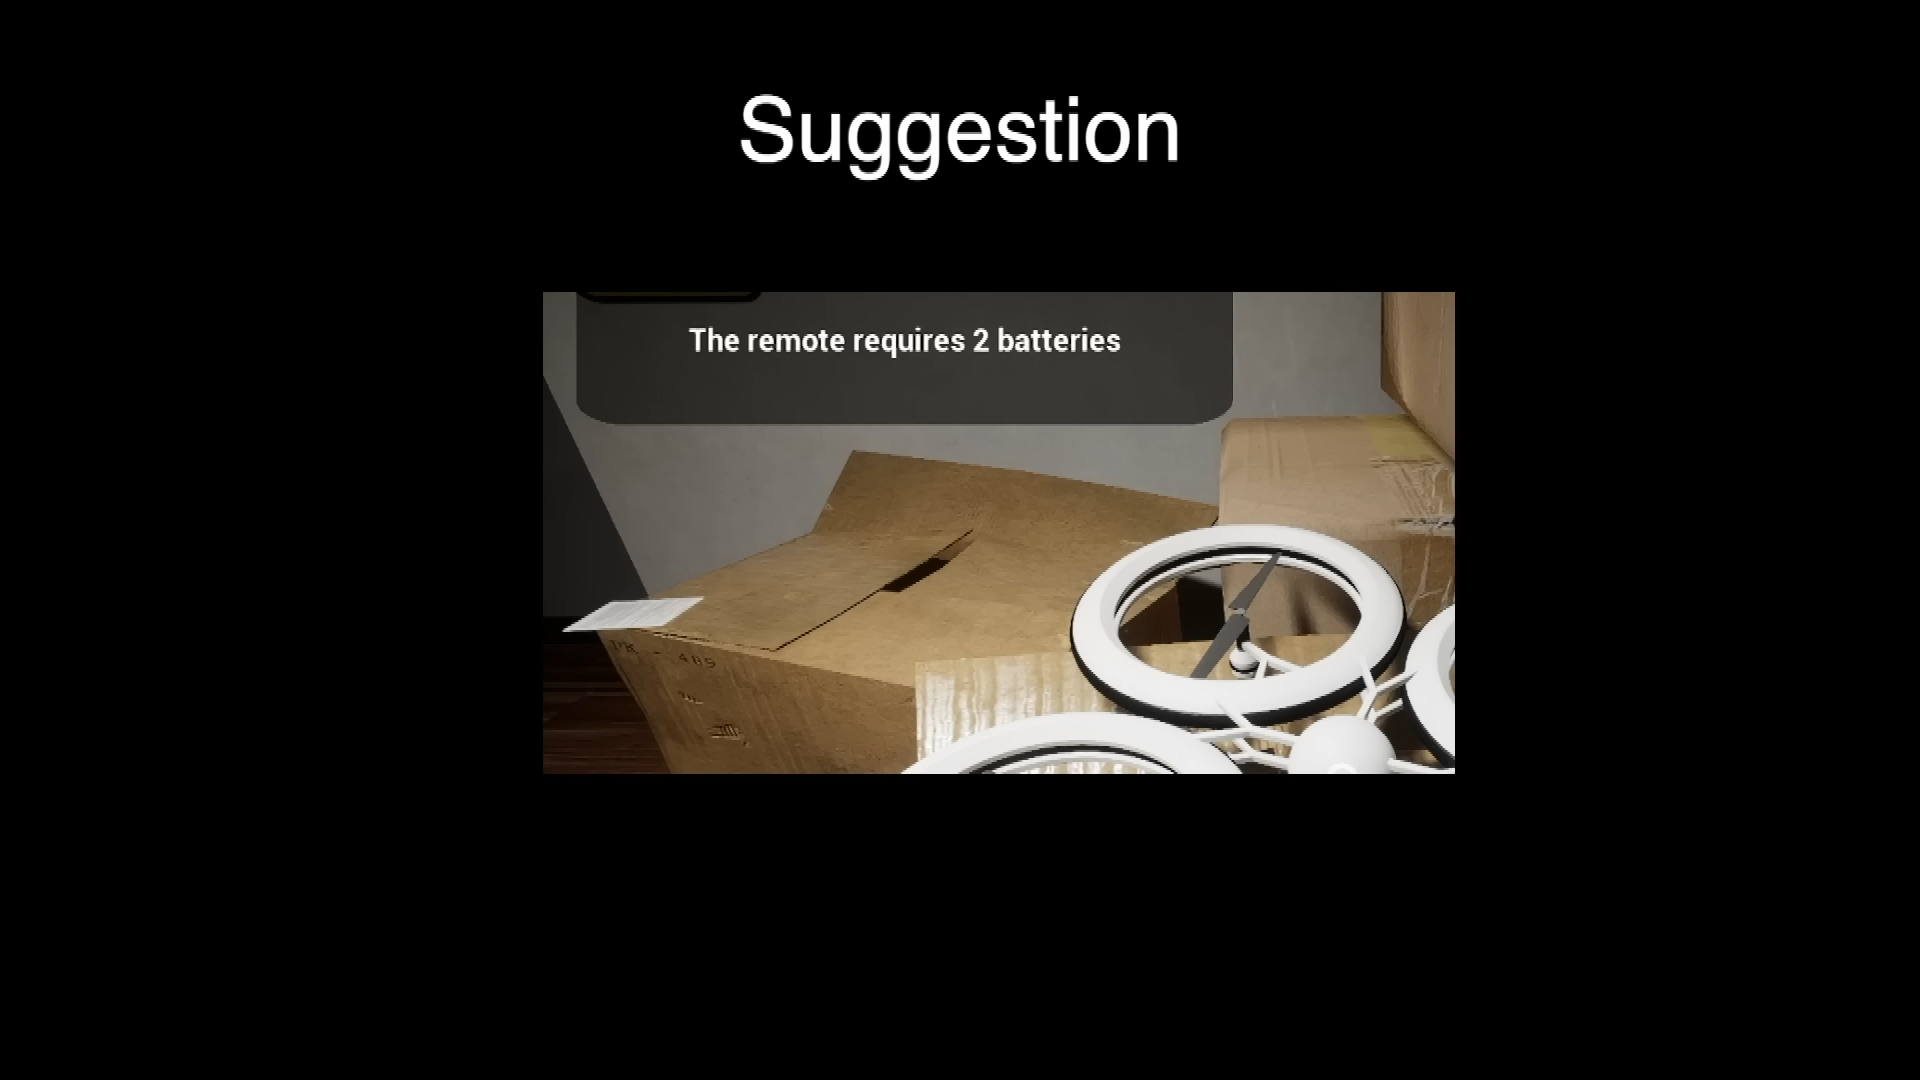 Suggestion
The remote requires 2 batteries